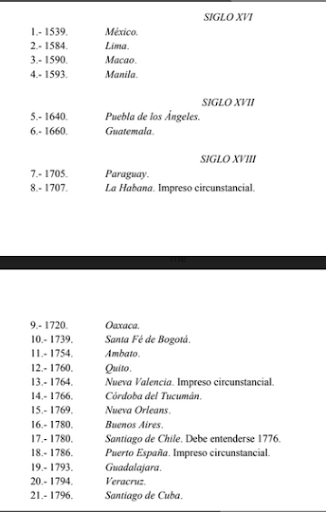 SIGLO XVI
1.- 1539. México.
2.- 1584. Lima.
3.- 1590. Macao.
4.- 1593. Manila.
SIGLO XVII
5.- 1640. Puebla de los Ángeles.
6.- 1660. Guatemala.
SIGLO XVIII
7.- 1705. Paraguay.
8.- 1707. La Habana. Impreso circunstancial.
9.- 1720. Oaxaca.
10.- 1739. Santa Fé de Bogotá.
11.- 1754. Ambato.
12.- 1760. Quito.
13.- 1764. Nueva Valencia. Impreso circunstancial.
14.- 1766. Córdoba del Tucumán.
15.- 1769. Nueva Orleans.
16.- 1780. Buenos Aires.
17.- 1780. Santiago de Chile. Debe entenderse 1776.
18.- 1786. Puerto España. Impreso circunstancial.
19.- 1793. Guadalajara.
20.- 1794. Veracruz.
21.- 1796. Santiago de Cuba.